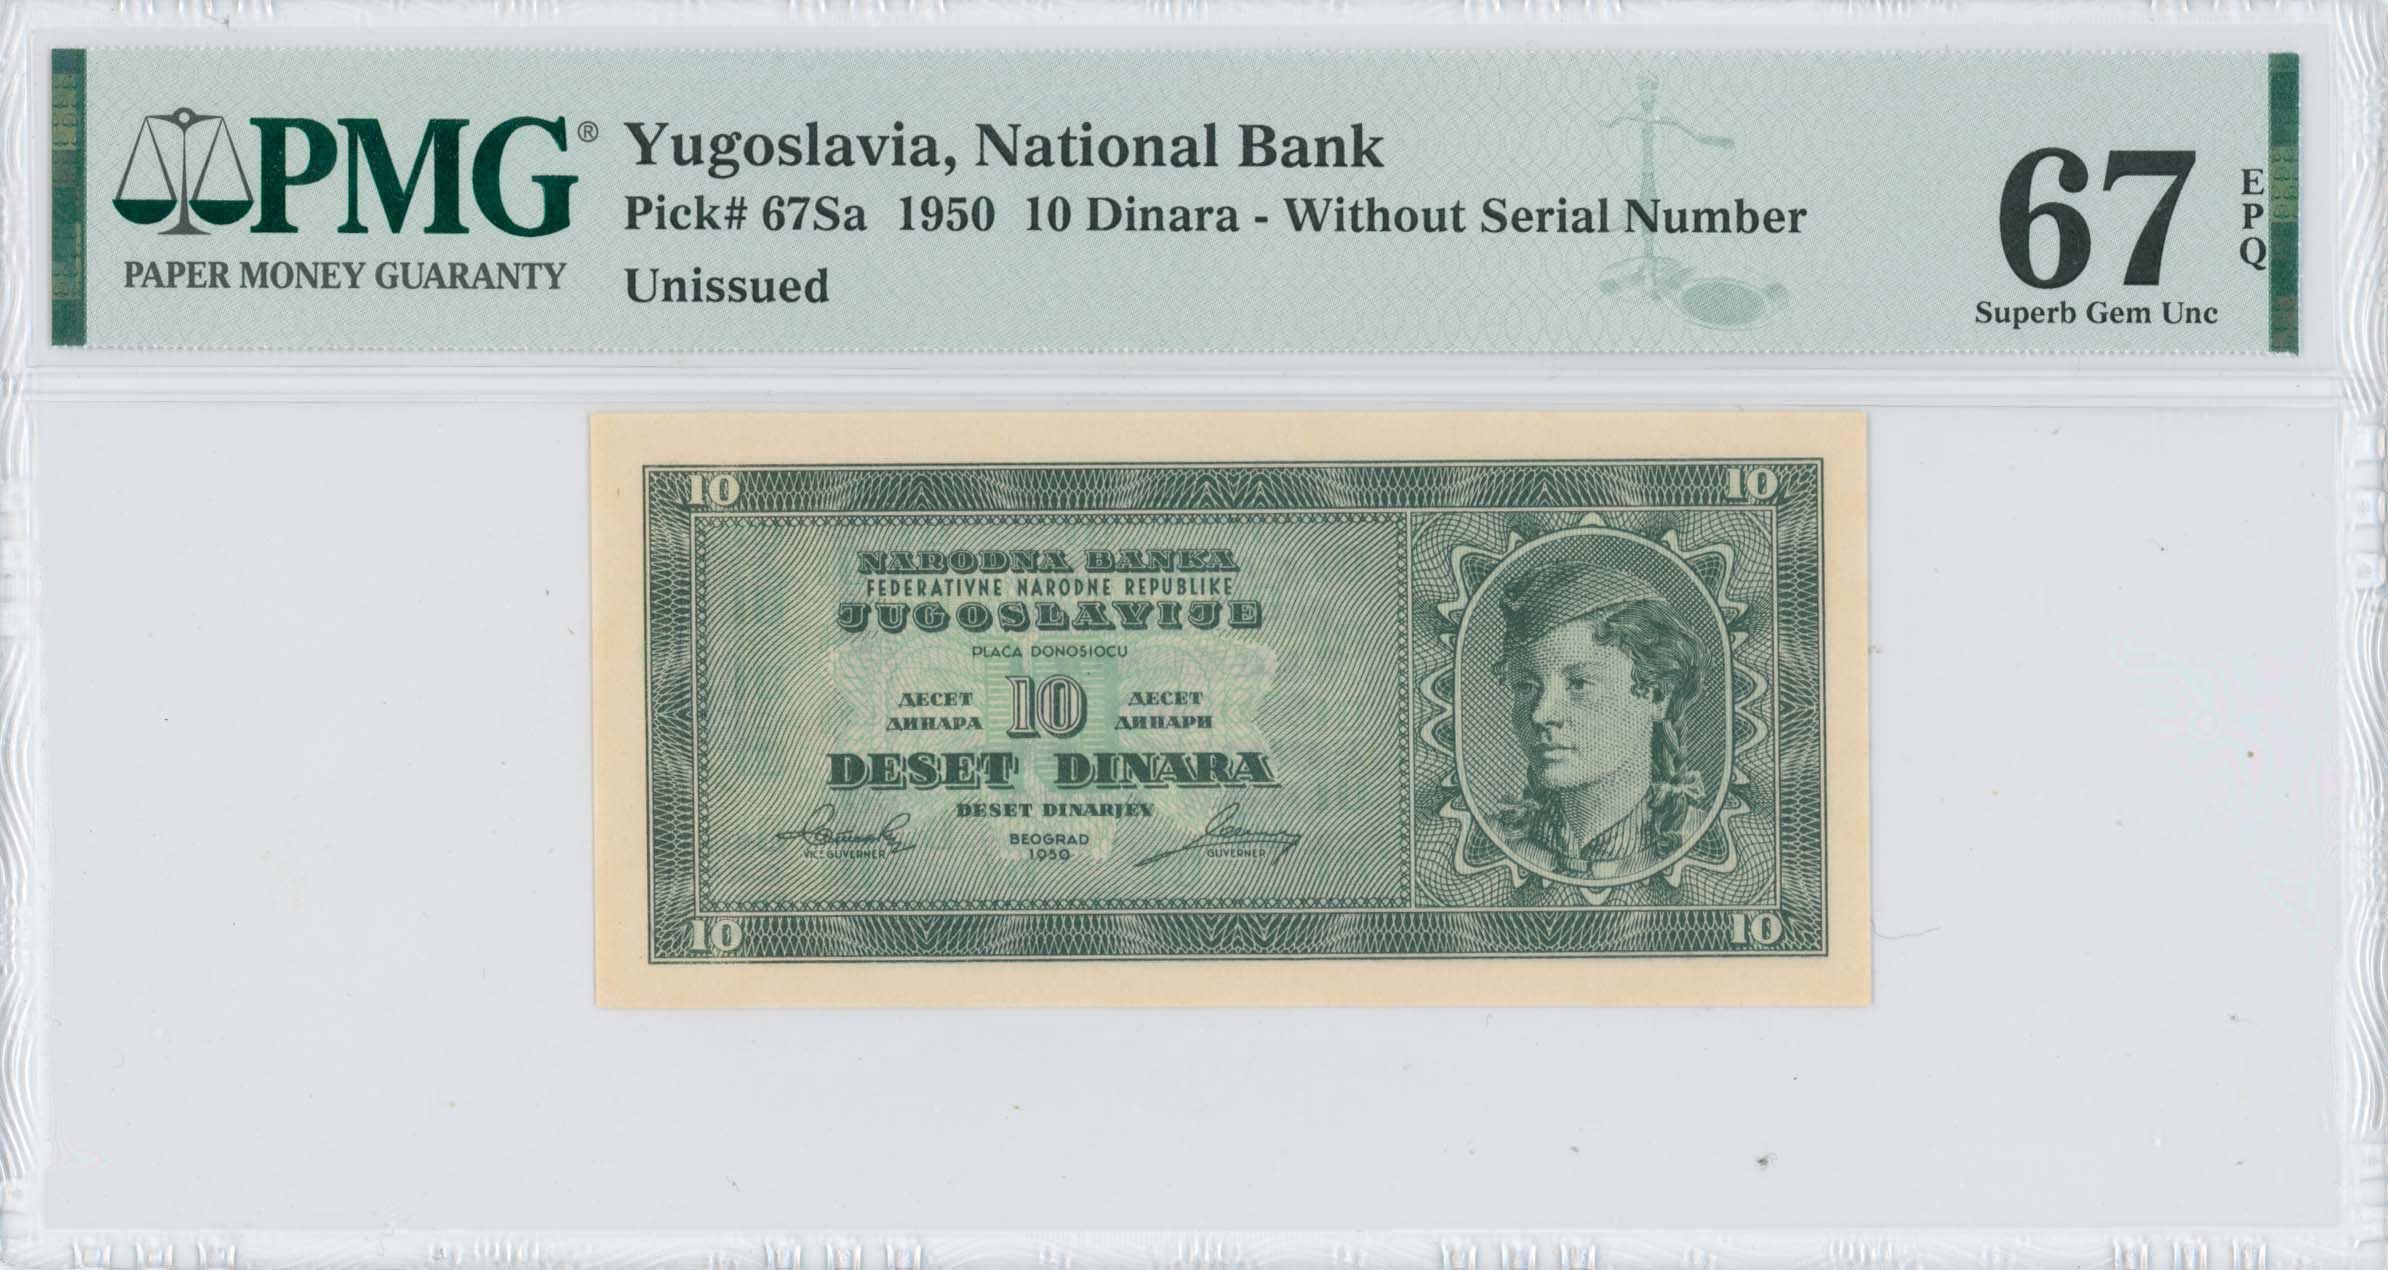 PMG®
PAPER MONEY GUARANTY
Yugoslavia, National Bank
Pick# 67Sa 1950 10 Dinara - Without Serial Number
Unissued
67
EPQ
Superb Gem Unc
10
10
NARODNA BANKA
FEDERATIVNE NARODNE REPUBLIKE
JUGOSLAVIJE
PLAĆA DONOSIOCU
ДЕСЕТ ДИНАРА
10
ДЕСЕТ ДИНАРИ
DESET DINARA
DESET DINARJEV
VICEGUVERNER
BEOGRAD
1950
GUVERNER
10
10